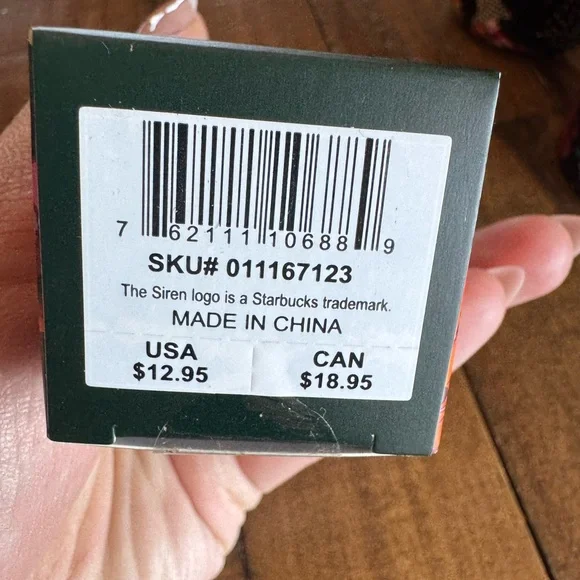 7 62111 10688 9
SKU# 011167123
The Siren logo is a Starbucks trademark.
MADE IN CHINA
USA CAN
$12.95 $18.95